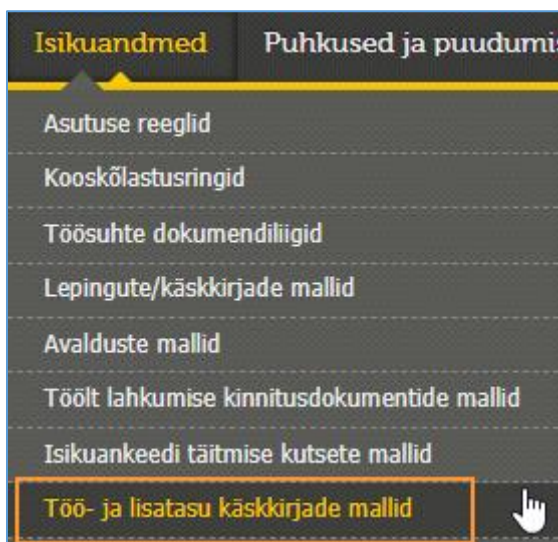 Isikuandmed Puhkused ja
Asutuse reeglid
Kooskõlastusringid
Töösuhte dokumendiliigid
Lepingute/käskkirjade mallid
Avalduste mallid
Töölt lahkumise kinnitusdokumentide mallid
Isikuankeedi täitmise kutsete mallid
Töö- ja lisatasu käskkirjade mallid